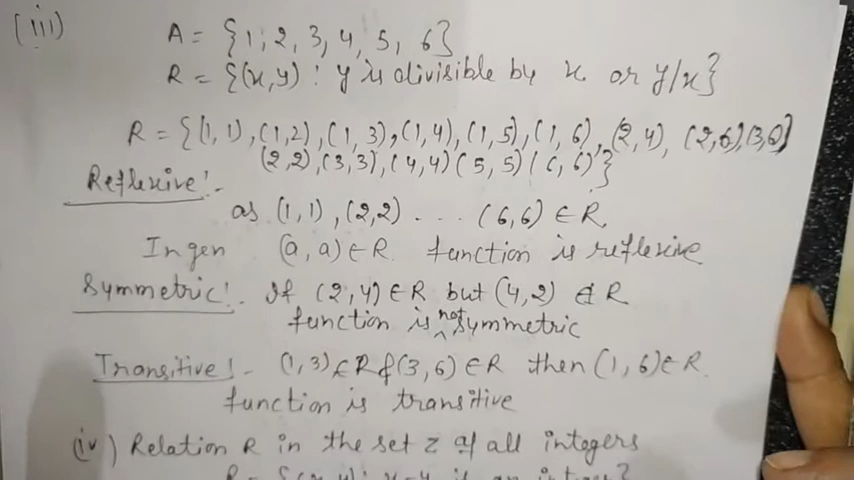 (iii) A = {1, 2, 3, 4, 5, 6}
R = {(x,y) : y is divisible by x or y/x}
R = {(1,1), (1,2), (1,3), (1,4), (1,5), (1,6), (2,4), (2,6), (3,6)
(2,2), (3,3), (4,4) (5,5) (6,6)}
Reflexive:-
as (1,1), (2,2) ... (6,6) ∈ R.
In gen (a,a) ∈ R. function is reflexive
Symmetric:- If (2,4) ∈ R but (4,2) ∉ R
function is not symmetric
Transitive:- (1,3) ∈ R & (3,6) ∈ R then (1,6) ∈ R.
function is transitive
(iv) Relation R in the set Z of all integers
R = {(x,y): x-y is an integer}